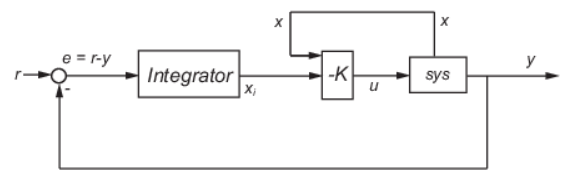 x x
e = r-y
r
Integrator
x_i
-K
u
sys
y
-